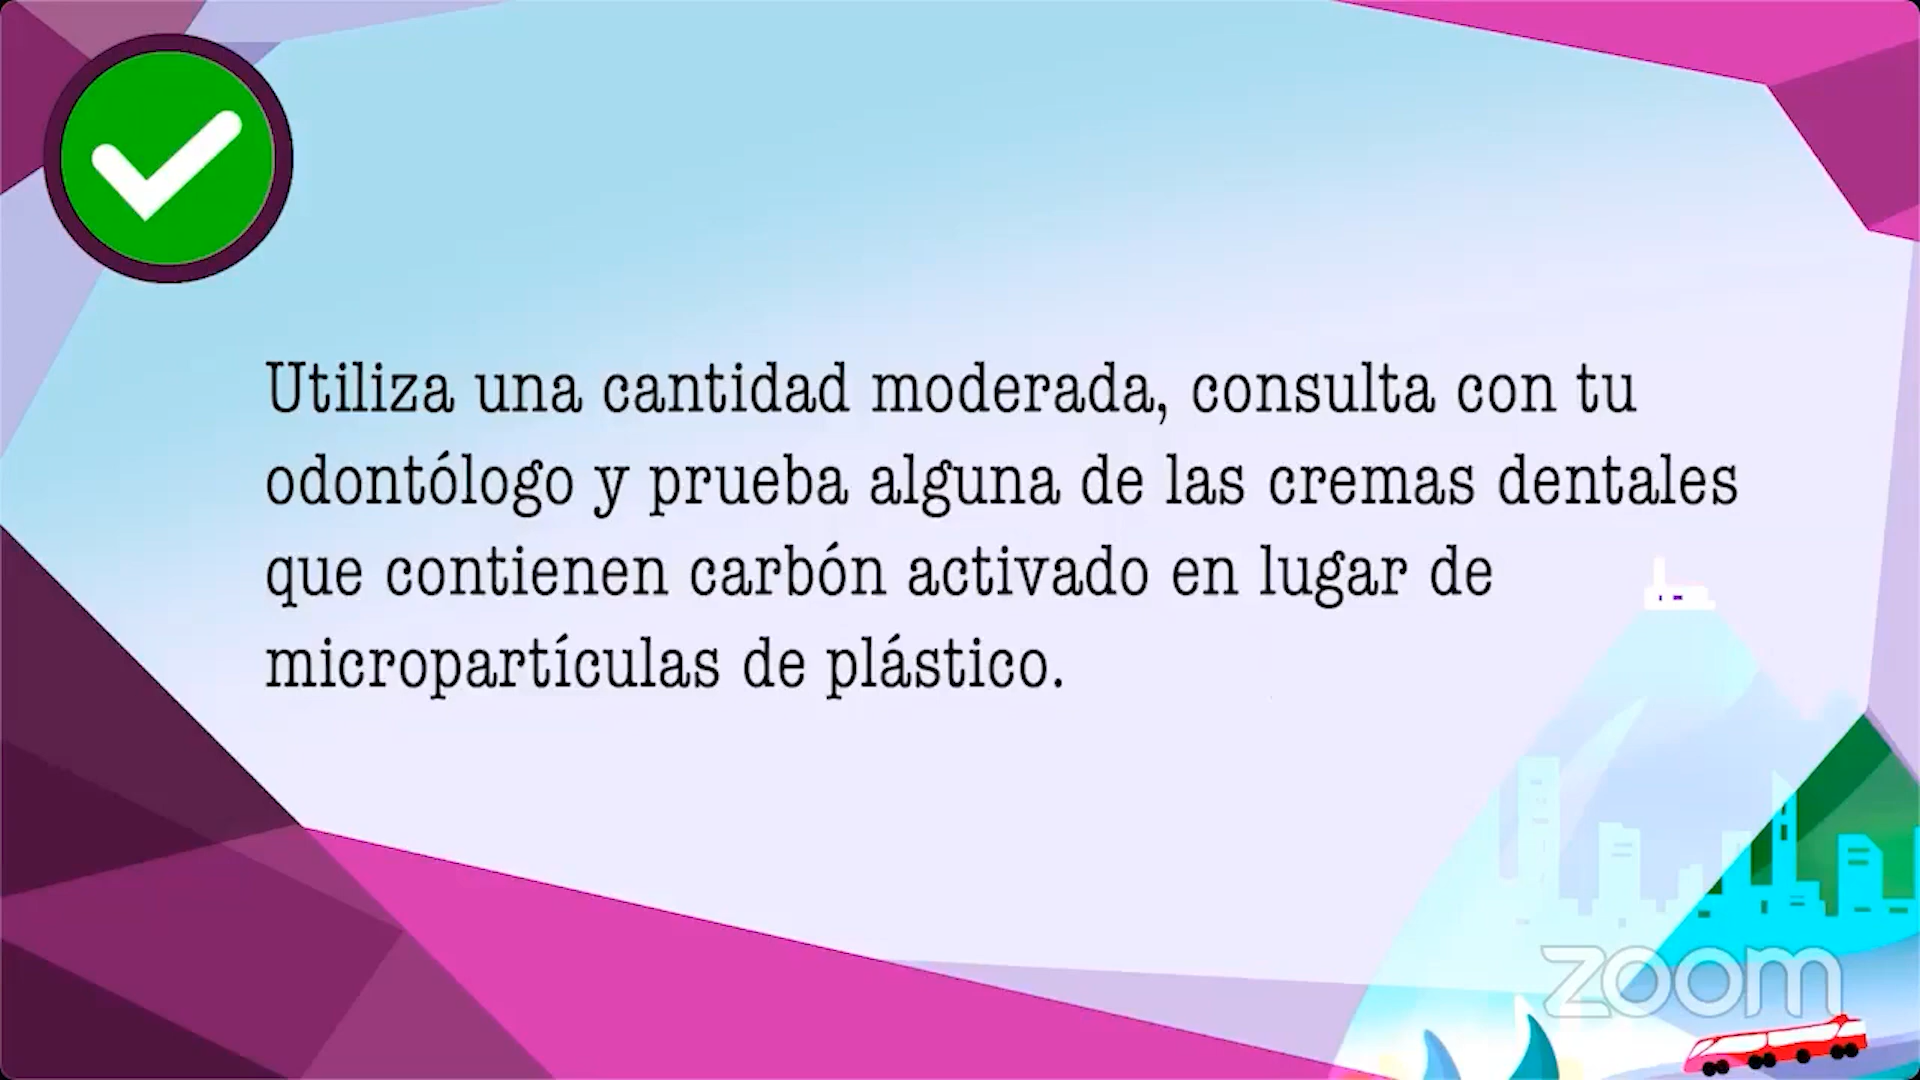 Utiliza una cantidad moderada, consulta con tu
odontólogo y prueba alguna de las cremas dentales
que contienen carbón activado en lugar de
micropartículas de plástico.
zoom